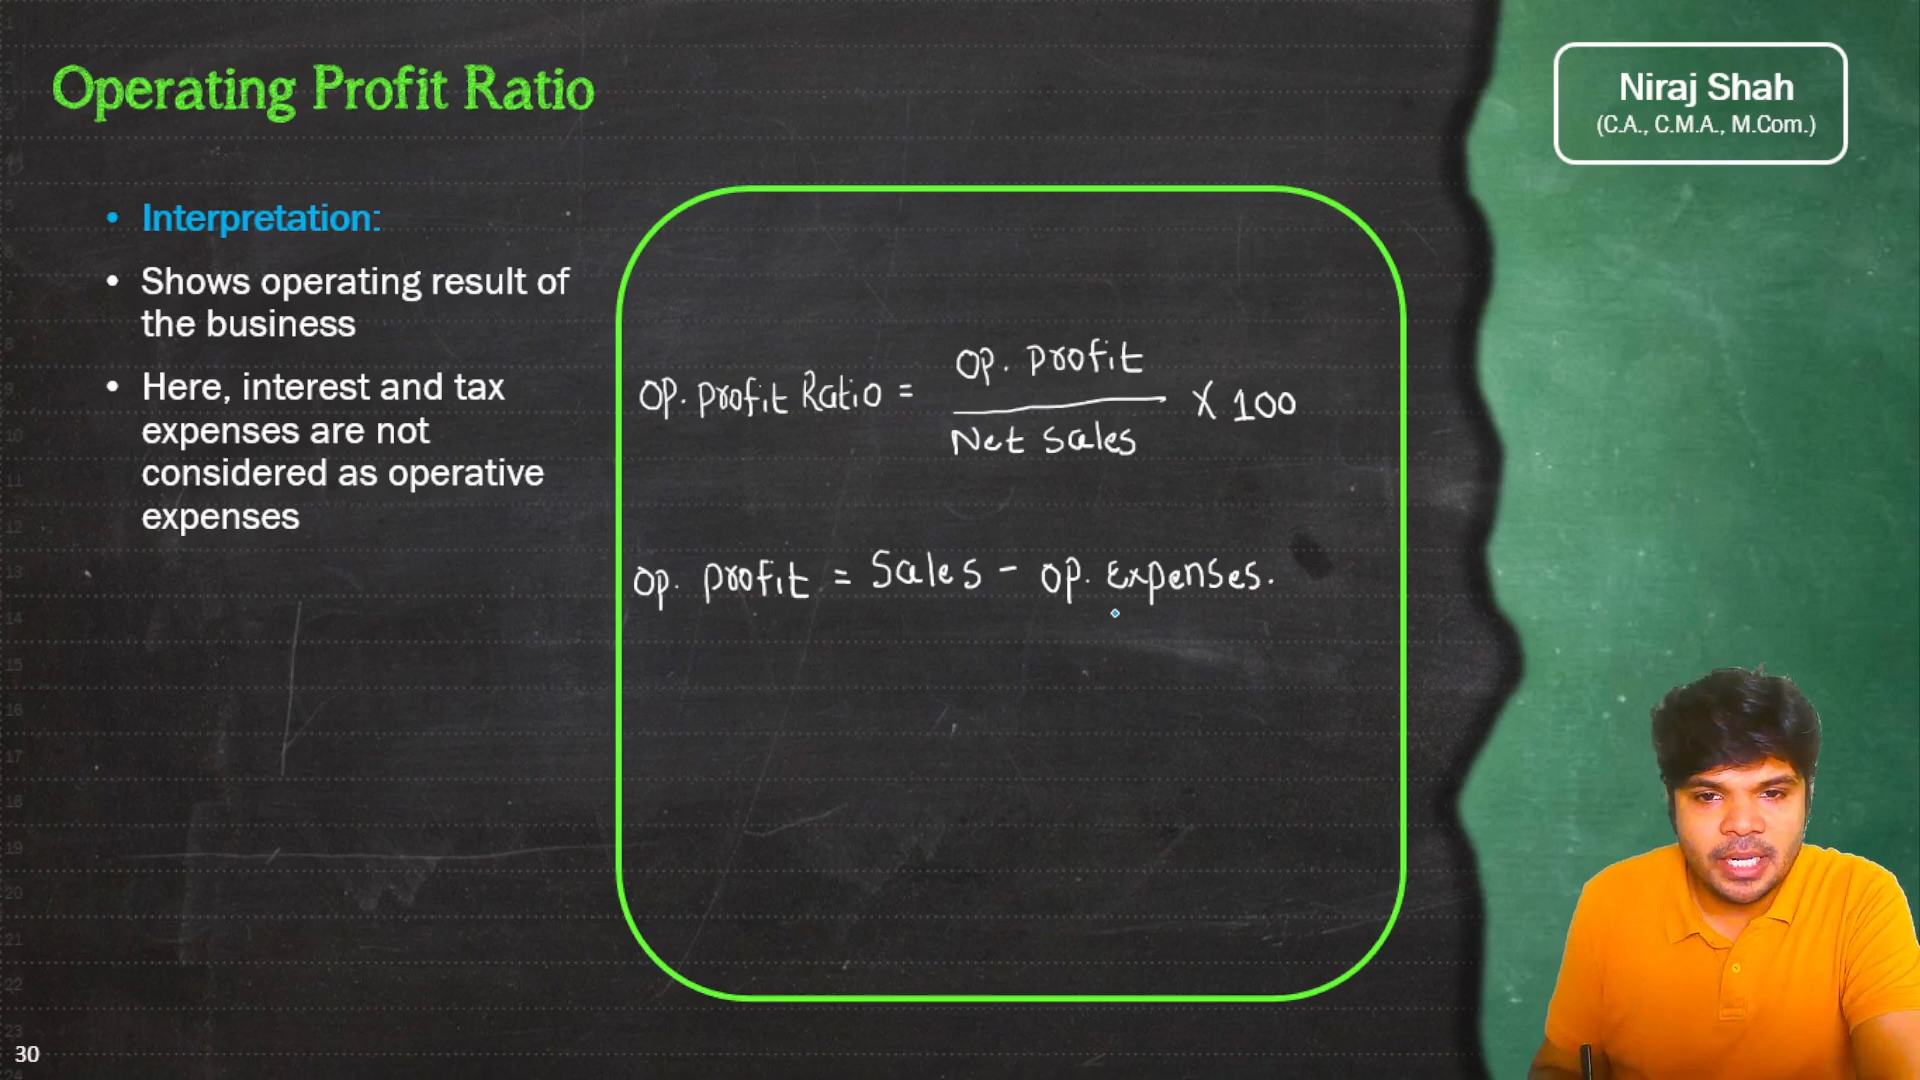 Operating Profit Ratio
Niraj Shah
(C.A., C.M.A., M.Com.)
• Interpretation:
• Shows operating result of
the business
• Here, interest and tax
expenses are not
considered as operative
expenses
OP. Profit Ratio = OP. Profit / Net Sales X 100
OP. Profit = Sales - OP. Expenses.
30